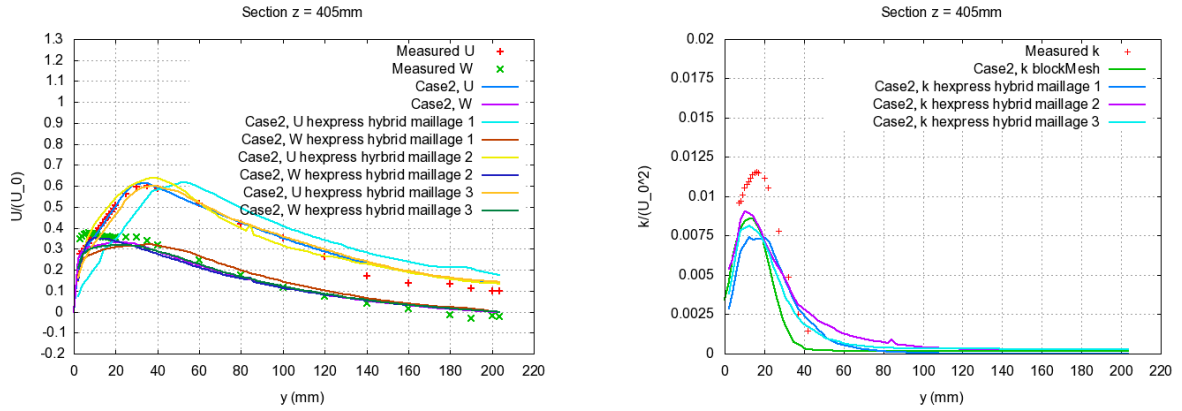 Section z = 405mm
1.3
1.2
1.1
1
0.9
0.8
0.7
0.6
0.5
0.4
0.3
0.2
0.1
0
-0.1
-0.2
U/(U_0)
Measured U
Measured W
Case2, U
Case2, W
Case2, U hexpress hybrid maillage 1
Case2, W hexpress hybrid maillage 1
Case2, U hexpress hyrbrid maillage 2
Case2, W hexpress hybrid maillage 2
Case2, U hexpress hybrid maillage 3
Case2, W hexpress hybrid maillage 3
0 20 40 60 80 100 120 140 160 180 200 220
y (mm)
Section z = 405mm
0.02
0.0175
0.015
0.0125
0.01
0.0075
0.005
0.0025
0
k/(U_0^2)
Measured k
Case2, k blockMesh
Case2, k hexpress hybrid maillage 1
Case2, k hexpress hybrid maillage 2
Case2, k hexpress hybrid maillage 3
0 20 40 60 80 100 120 140 160 180 200 220
y (mm)